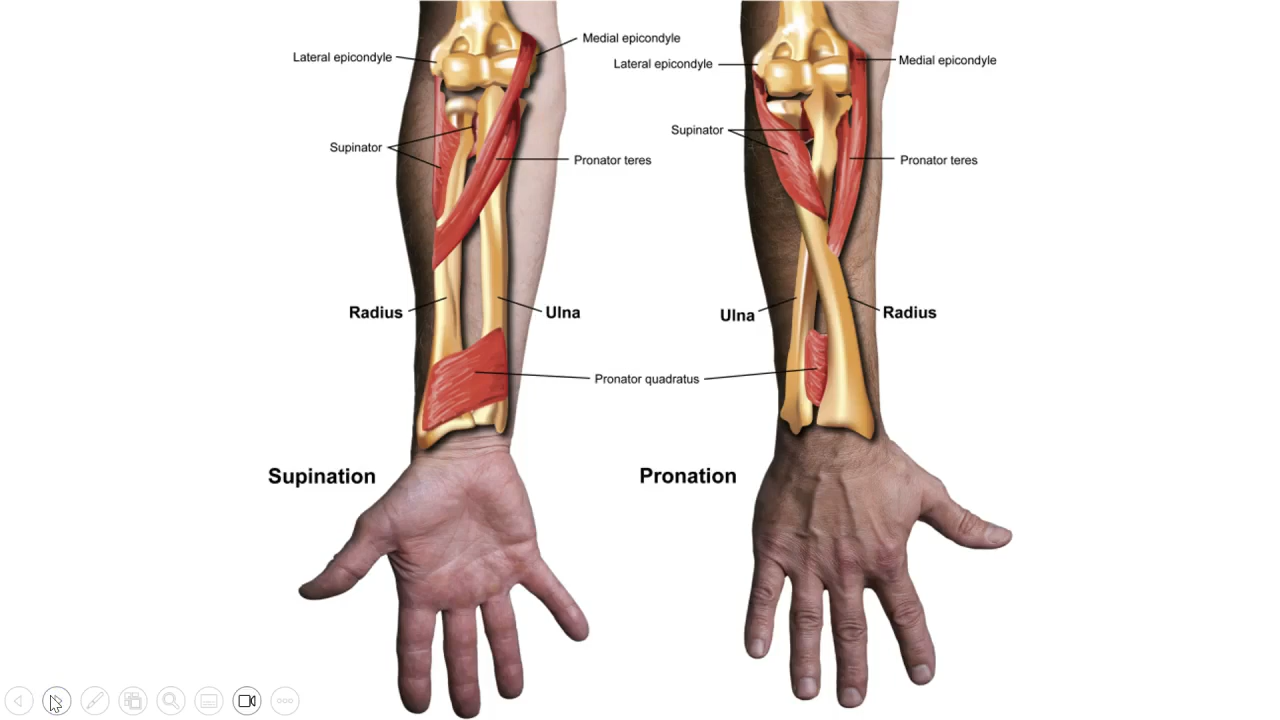 Lateral epicondyle
Medial epicondyle
Supinator
Pronator teres
Radius
Ulna
Supination
Pronator quadratus
Lateral epicondyle
Medial epicondyle
Supinator
Pronator teres
Ulna
Radius
Pronation